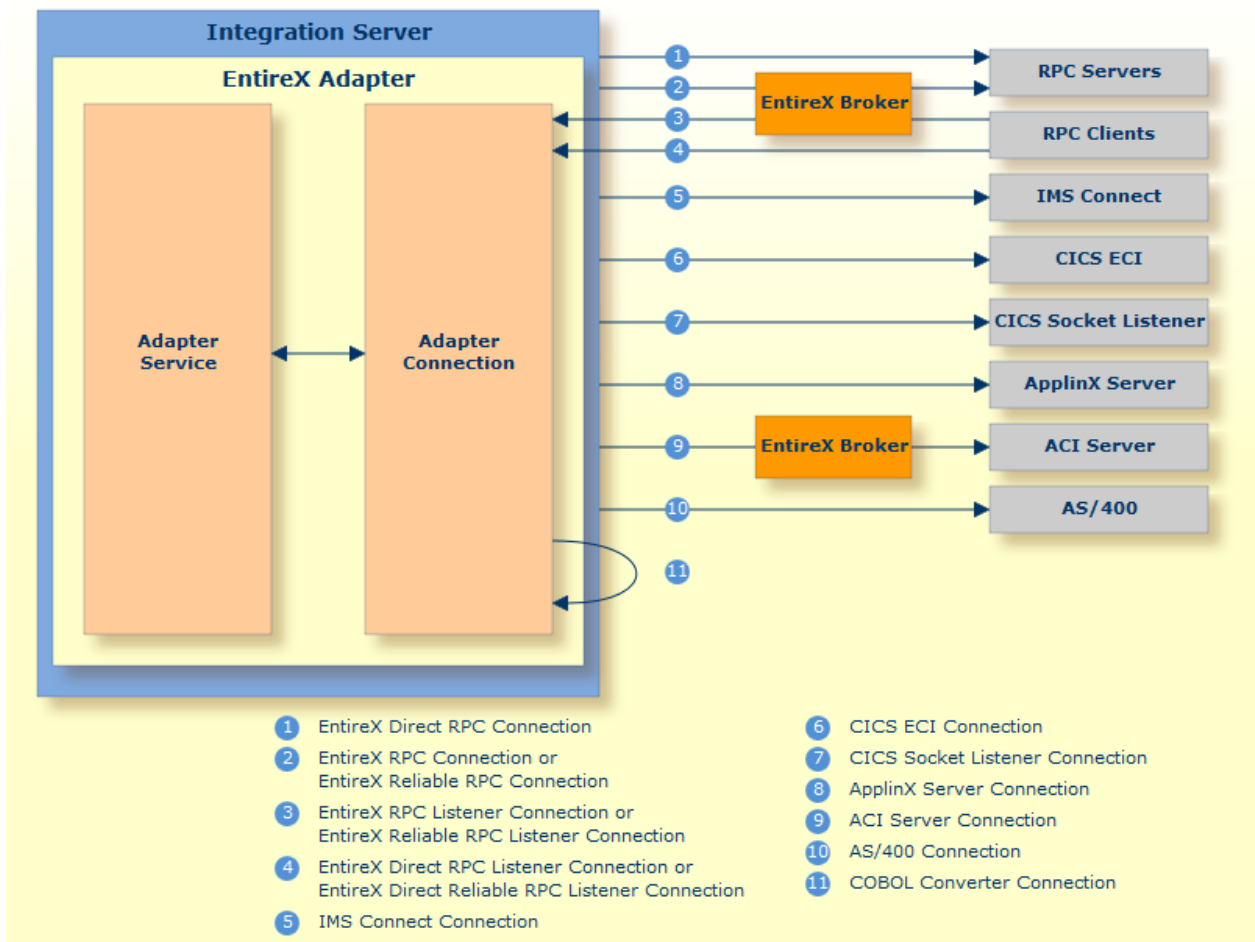 Integration Server
EntireX Adapter
Adapter
Service
Adapter
Connection
1
2
3
4
5
6
7
8
9
10
11
EntireX Broker
EntireX Broker
RPC Servers
RPC Clients
IMS Connect
CICS ECI
CICS Socket Listener
ApplinX Server
ACI Server
AS/400
1 EntireX Direct RPC Connection
2 EntireX RPC Connection or
EntireX Reliable RPC Connection
3 EntireX RPC Listener Connection or
EntireX Reliable RPC Listener Connection
4 EntireX Direct RPC Listener Connection or
EntireX Direct Reliable RPC Listener Connection
5 IMS Connect Connection
6 CICS ECI Connection
7 CICS Socket Listener Connection
8 ApplinX Server Connection
9 ACI Server Connection
10 AS/400 Connection
11 COBOL Converter Connection